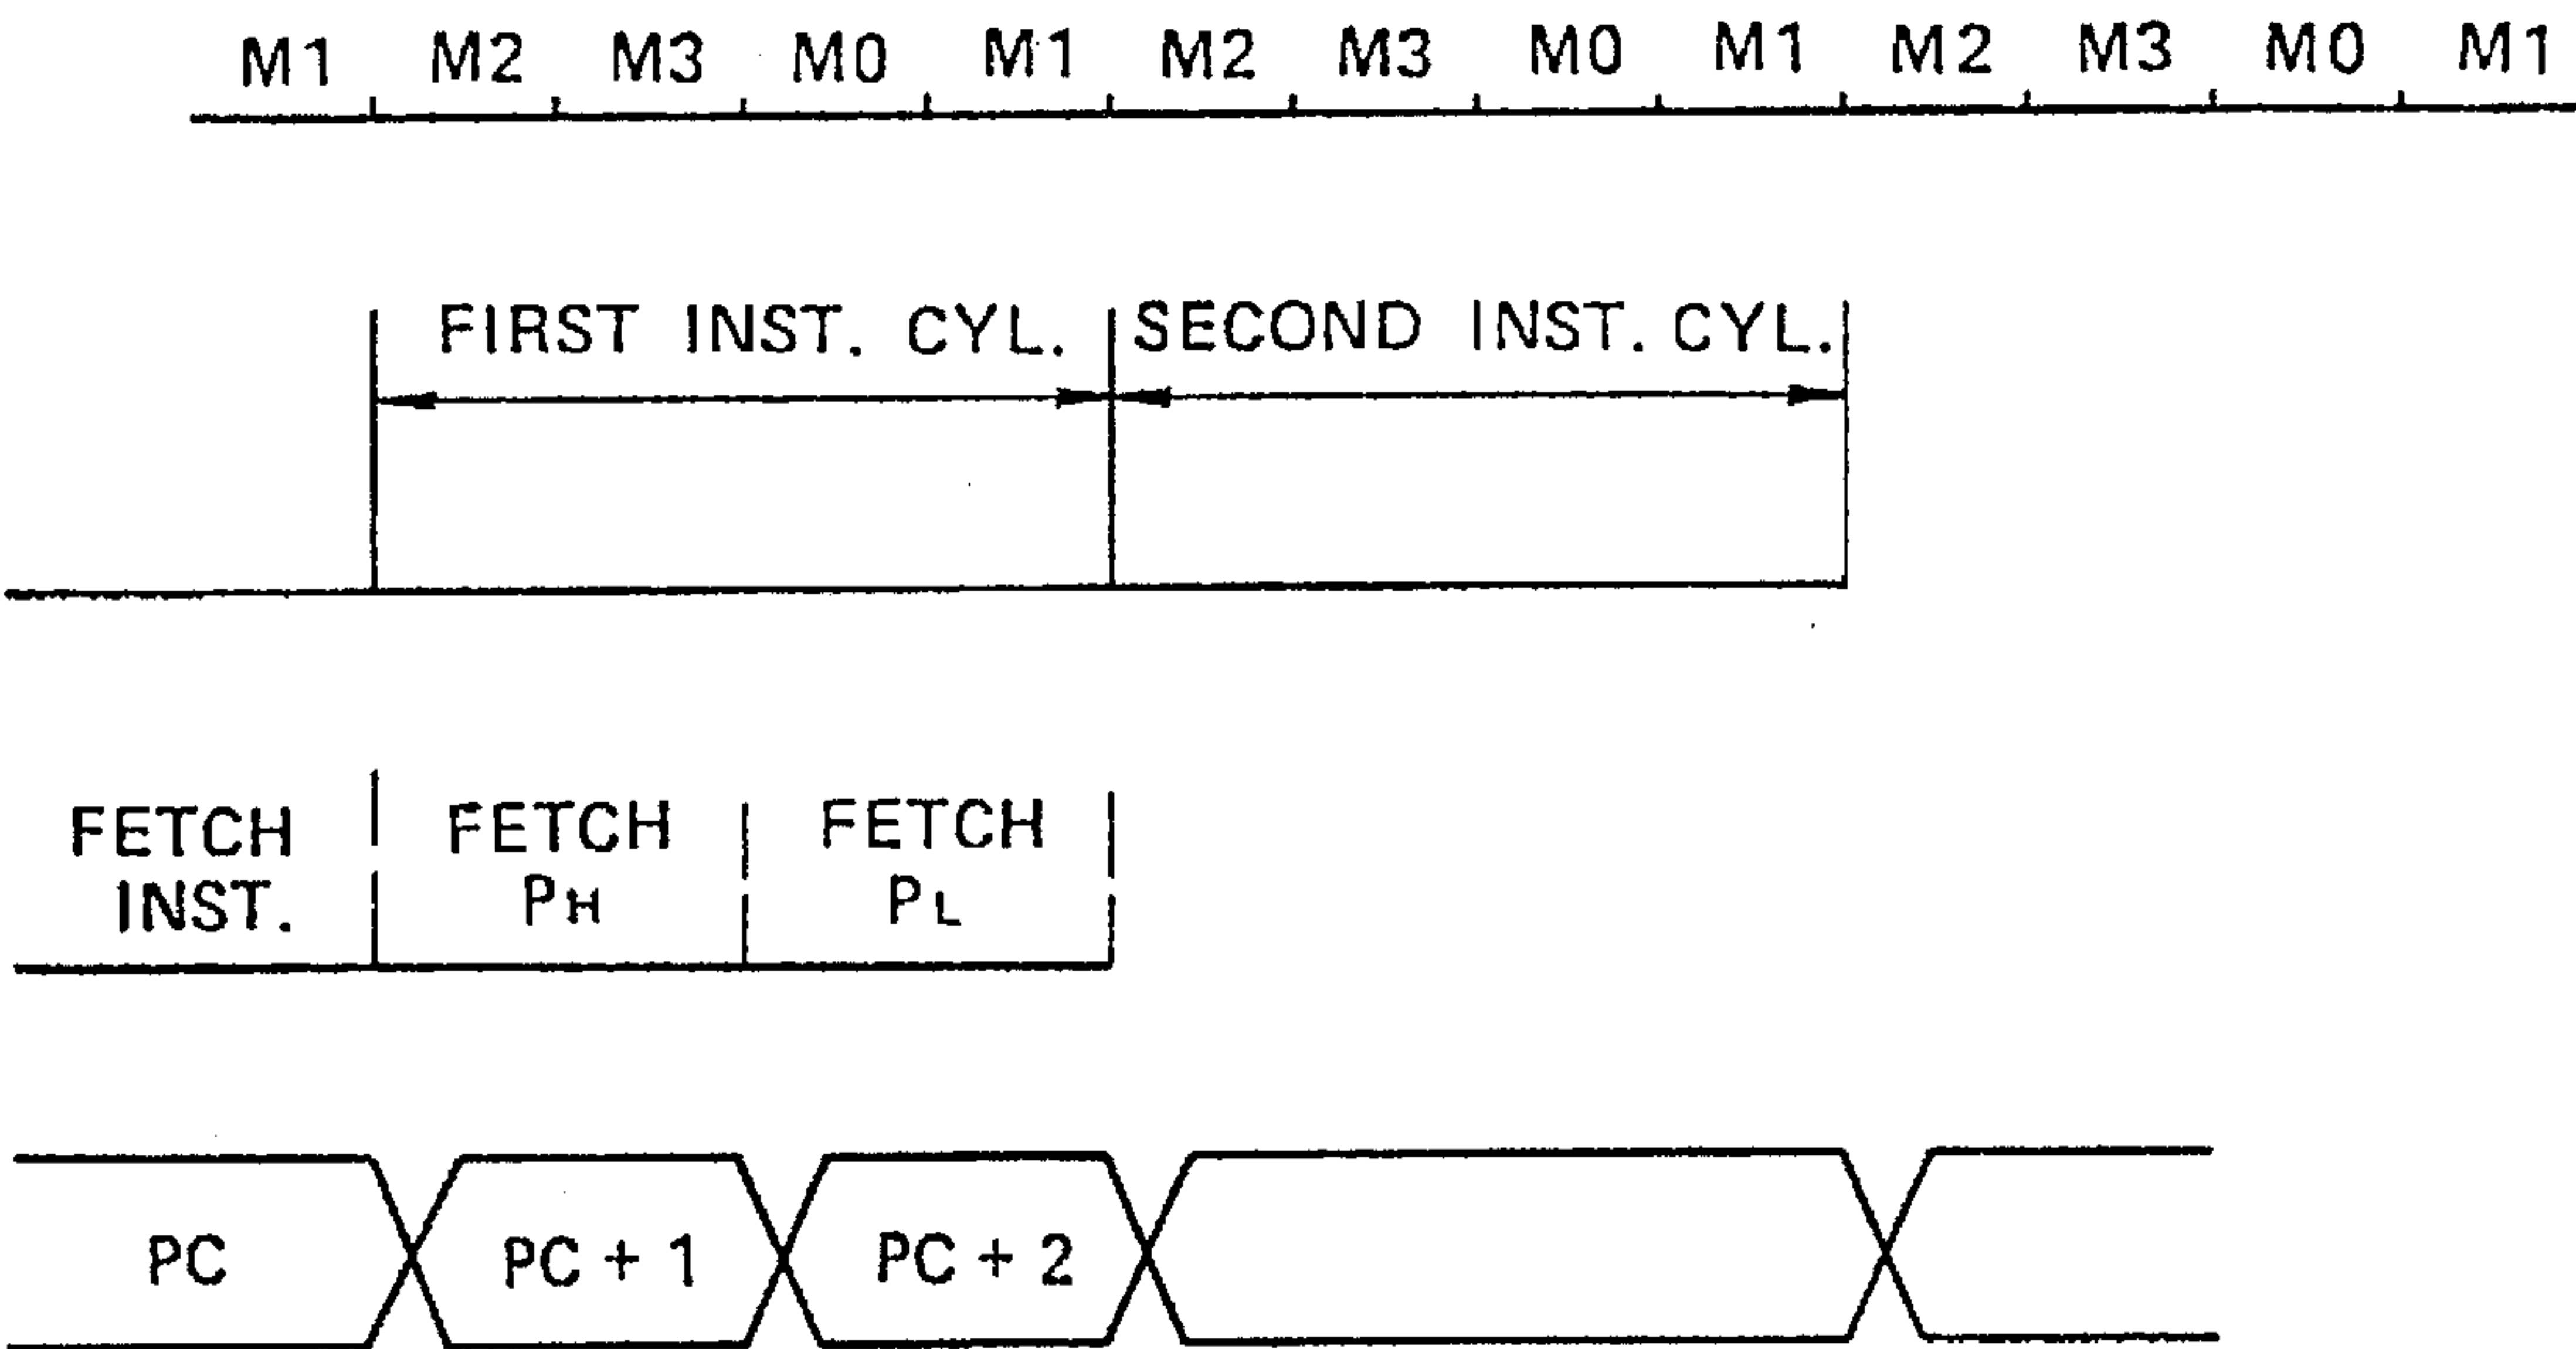 M1 M2 M3 M0 M1 M2 M3 M0 M1 M2 M3 M0 M1
FIRST INST. CYL. SECOND INST. CYL.
FETCH INST.
FETCH PH
FETCH PL
PC PC + 1 PC + 2